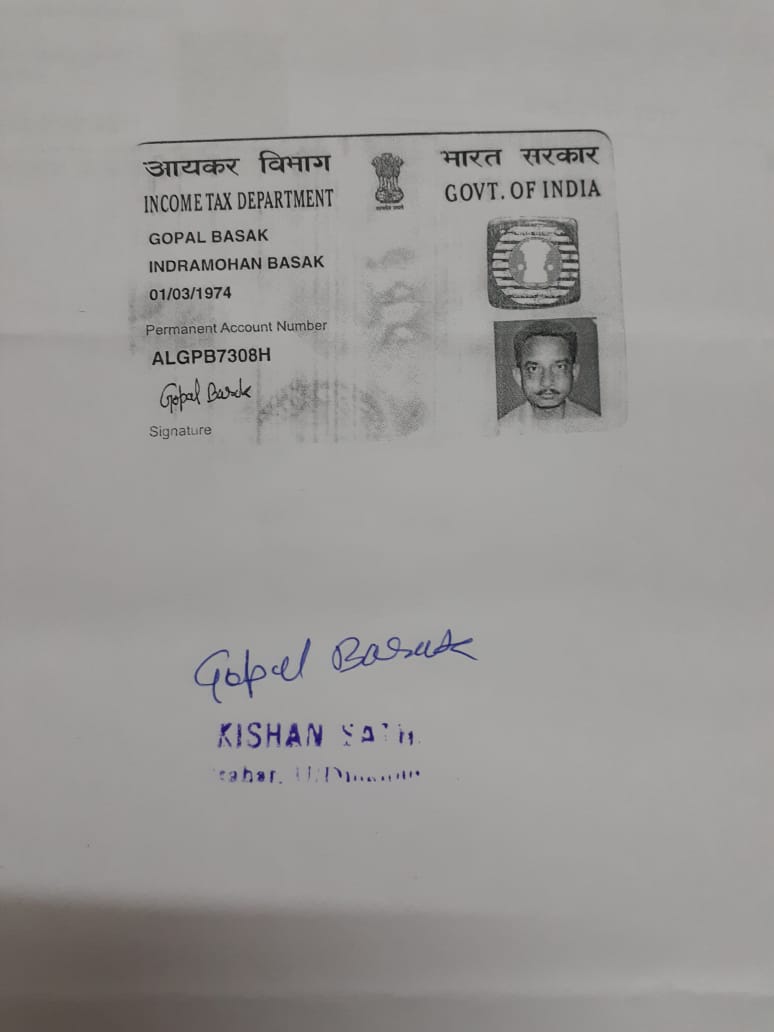 आयकर विभाग
भारत सरकार
INCOME TAX DEPARTMENT
GOVT. OF INDIA
GOPAL BASAK
INDRAMOHAN BASAK
01/03/1974
Permanent Account Number
ALGPB7308H
Gopal Basak
Signature
Gopal Basak
KISHAN